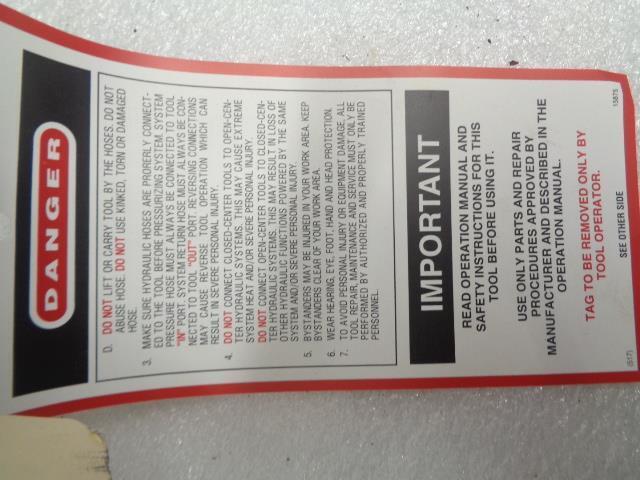 DANGER
D. DO NOT LIFT OR CARRY TOOL BY THE HOSES. DO NOT
ABUSE HOSE. DO NOT USE KINKED, TORN OR DAMAGED
HOSE.
3. MAKE SURE HYDRAULIC HOSES ARE PROPERLY CONNECT-
ED TO THE TOOL BEFORE PRESSURIZING SYSTEM. SYSTEM
PRESSURE HOSE MUST ALWAYS BE CONNECTED TO TOOL
"IN" PORT. SYSTEM RETURN HOSE MUST ALWAYS BE CON-
NECTED TO TOOL "OUT" PORT. REVERSING CONNECTIONS
MAY CAUSE REVERSE TOOL OPERATION WHICH CAN
RESULT IN SEVERE PERSONAL INJURY.
4. DO NOT CONNECT CLOSED-CENTER TOOLS TO OPEN-CEN-
TER HYDRAULIC SYSTEMS. THIS MAY CAUSE EXTREME
SYSTEM HEAT AND/OR SEVERE PERSONAL INJURY.
DO NOT CONNECT OPEN-CENTER TOOLS TO CLOSED-CEN-
TER HYDRAULIC SYSTEMS. THIS MAY RESULT IN LOSS OF
OTHER HYDRAULIC FUNCTIONS POWERED BY THE SAME
SYSTEM AND/OR SEVERE PERSONAL INJURY.
5. BYSTANDERS MAY BE INJURED IN YOUR WORK AREA. KEEP
BYSTANDERS CLEAR OF YOUR WORK AREA.
6. WEAR HEARING, EYE, FOOT, HAND AND HEAD PROTECTION.
7. TO AVOID PERSONAL INJURY OR EQUIPMENT DAMAGE, ALL
TOOL REPAIR, MAINTENANCE AND SERVICE MUST ONLY BE
PERFORMED BY AUTHORIZED AND PROPERLY TRAINED
PERSONNEL.
IMPORTANT
READ OPERATION MANUAL AND
SAFETY INSTRUCTIONS FOR THIS
TOOL BEFORE USING IT.
USE ONLY PARTS AND REPAIR
PROCEDURES APPROVED BY
MANUFACTURER AND DESCRIBED IN THE
OPERATION MANUAL.
TAG TO BE REMOVED ONLY BY
TOOL OPERATOR.
SEE OTHER SIDE
(517) 15875